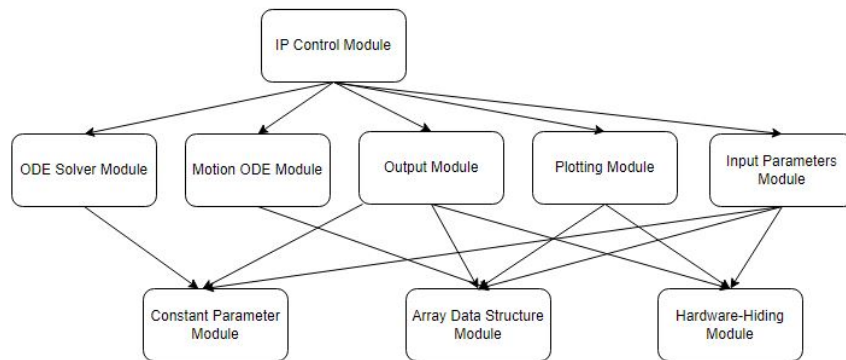 IP Control Module
ODE Solver Module
Motion ODE Module
Output Module
Plotting Module
Input Parameters
Module
Constant Parameter
Module
Array Data Structure
Module
Hardware-Hiding
Module